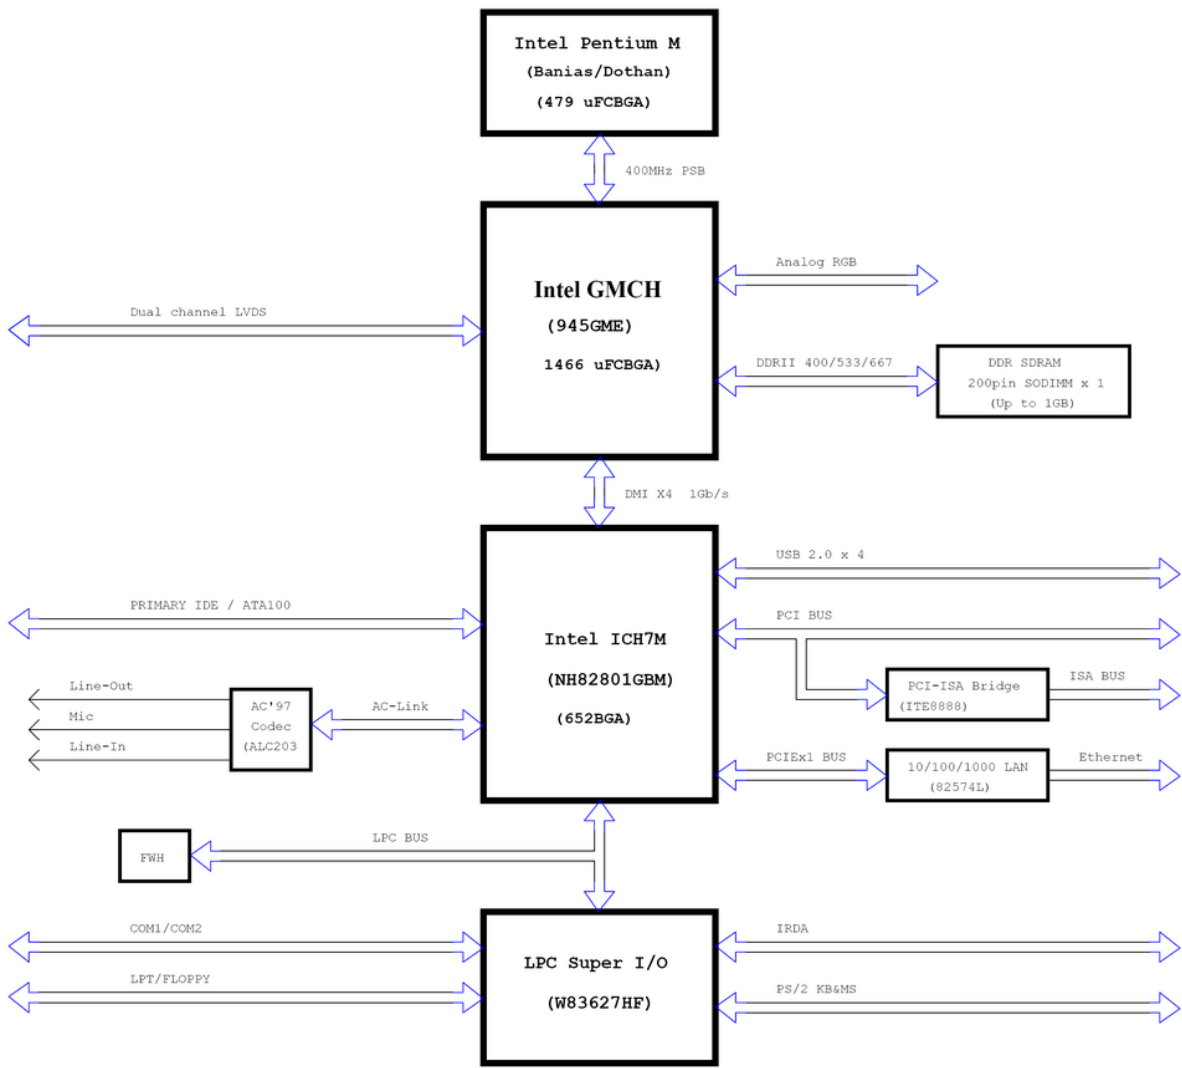 Intel Pentium M
(Banias/Dothan)
(479 uFCBGA)
400MHz PSB
Intel GMCH
(945GME)
1466 uFCBGA)
Analog RGB
Dual channel LVDS
DDRII 400/533/667
DDR SDRAM
200pin SODIMM x 1
(Up to 1GB)
DMI X4 1Gb/s
USB 2.0 x 4
PRIMARY IDE / ATA100
PCI BUS
Intel ICH7M
(NH82801GBM)
(652BGA)
PCI-ISA Bridge
(ITE8888)
ISA BUS
Line-Out
Mic
Line-In
AC'97
Codec
(ALC203
AC-Link
PCIEx1 BUS
10/100/1000 LAN
(82574L)
Ethernet
LPC BUS
FWH
COM1/COM2
LPT/FLOPPY
LPC Super I/O
(W83627HF)
IRDA
PS/2 KB&MS